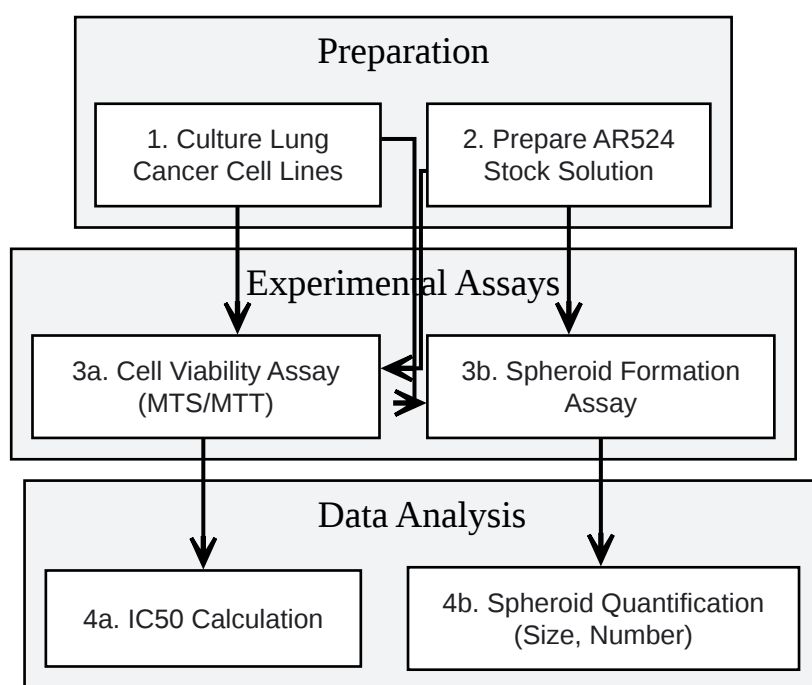 Preparation
1. Culture Lung
Cancer Cell Lines
2. Prepare AR524
Stock Solution
Experimental Assays
3a. Cell Viability Assay
(MTS/MTT)
3b. Spheroid Formation
Assay
Data Analysis
4a. IC50 Calculation
4b. Spheroid Quantification
(Size, Number)